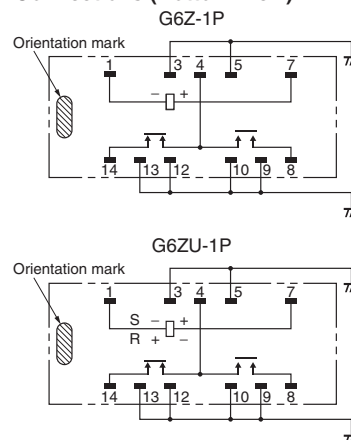 G6Z-1P
Orientation mark
1 3 4 5 7
− +
14 13 12 10 9 8
G6ZU-1P
Orientation mark
1 3 4 5 7
S − +
R + −
14 13 12 10 9 8